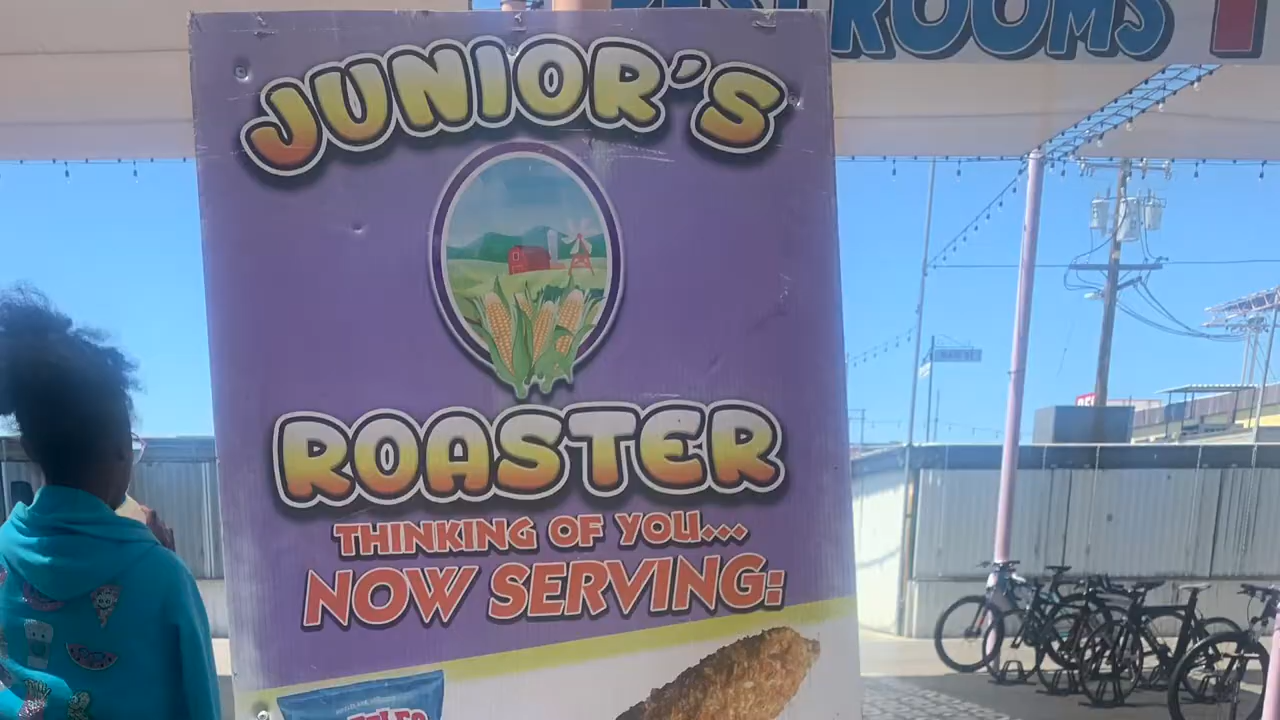 ROOMS
JUNIOR'S
ROASTER
THINKING OF YOU...
NOW SERVING: